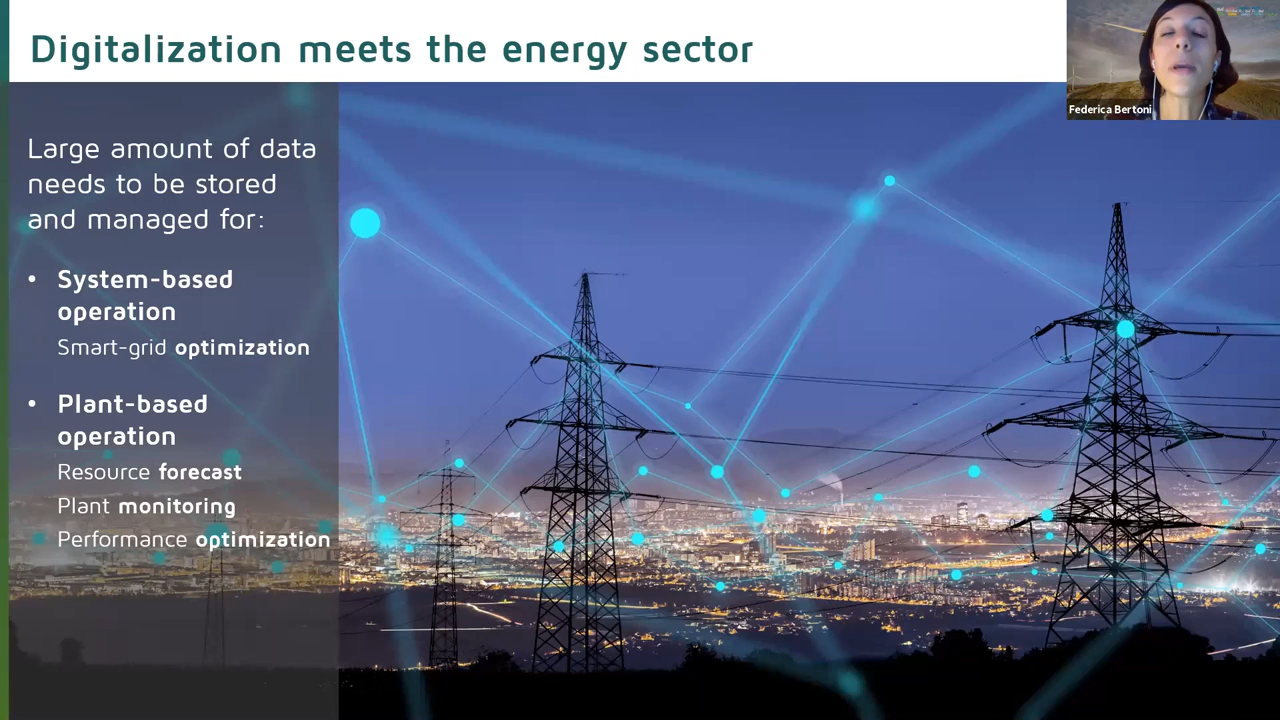 Digitalization meets the energy sector
Federica Bertoni
Large amount of data
needs to be stored
and managed for:
• System-based
operation
Smart-grid optimization
• Plant-based
operation
Resource forecast
Plant monitoring
Performance optimization